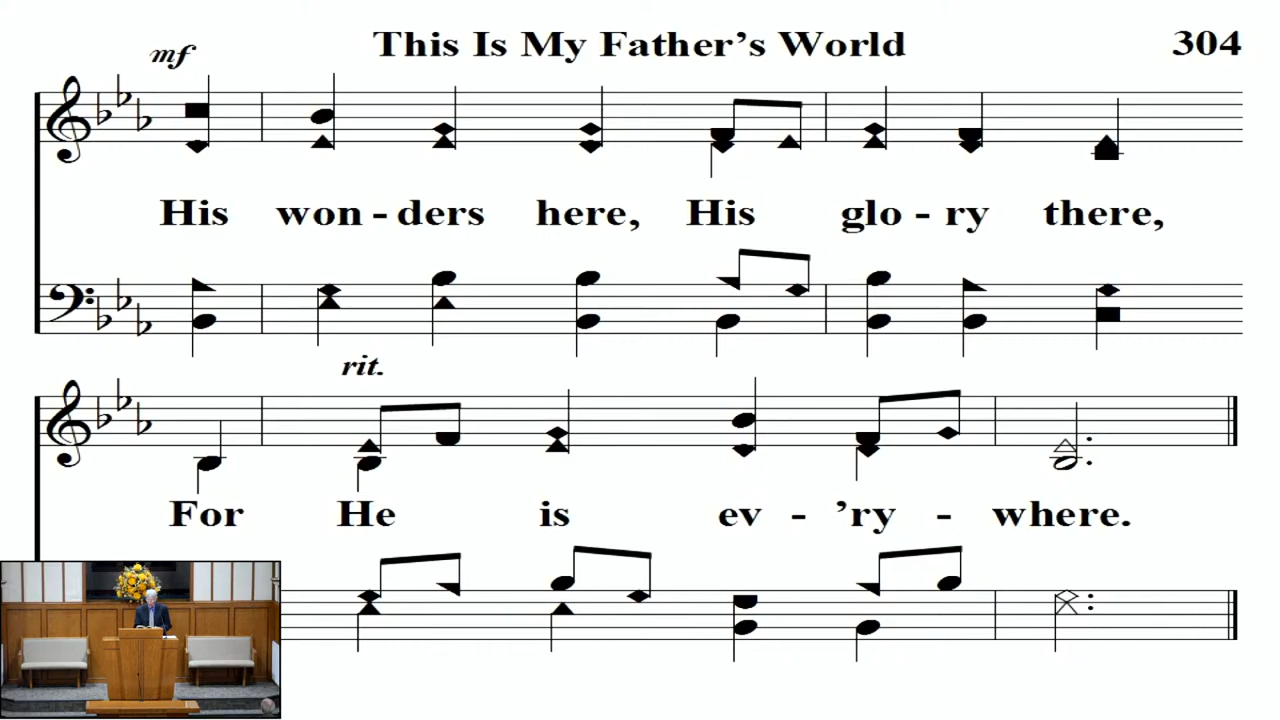 This Is My Father’s World 304
mf
His won - ders here, His glo - ry there,
rit.
For He is ev - ’ry - where.